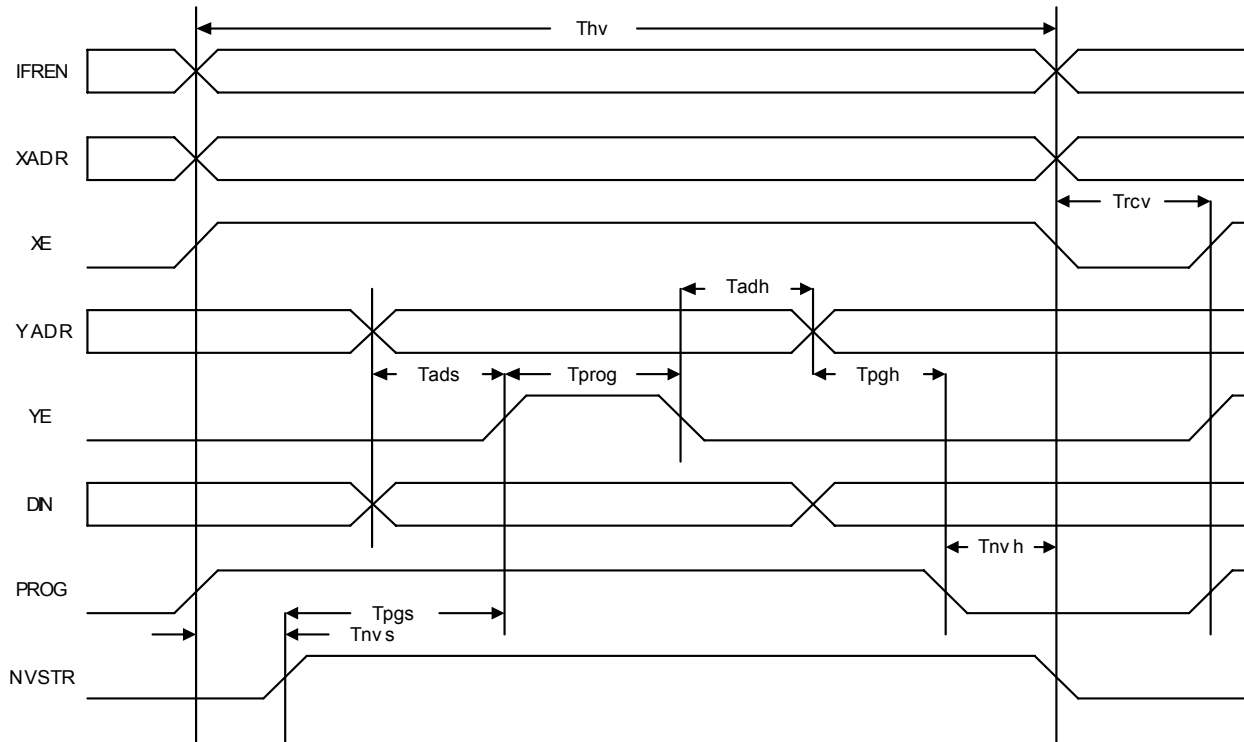 Thv
IFREN
XADR
Trcv
XE
Tadh
YADR
Tads
Tprog
Tpgh
YE
DIN
Tnvh
PROG
Tpgs
Tnvs
NVSTR